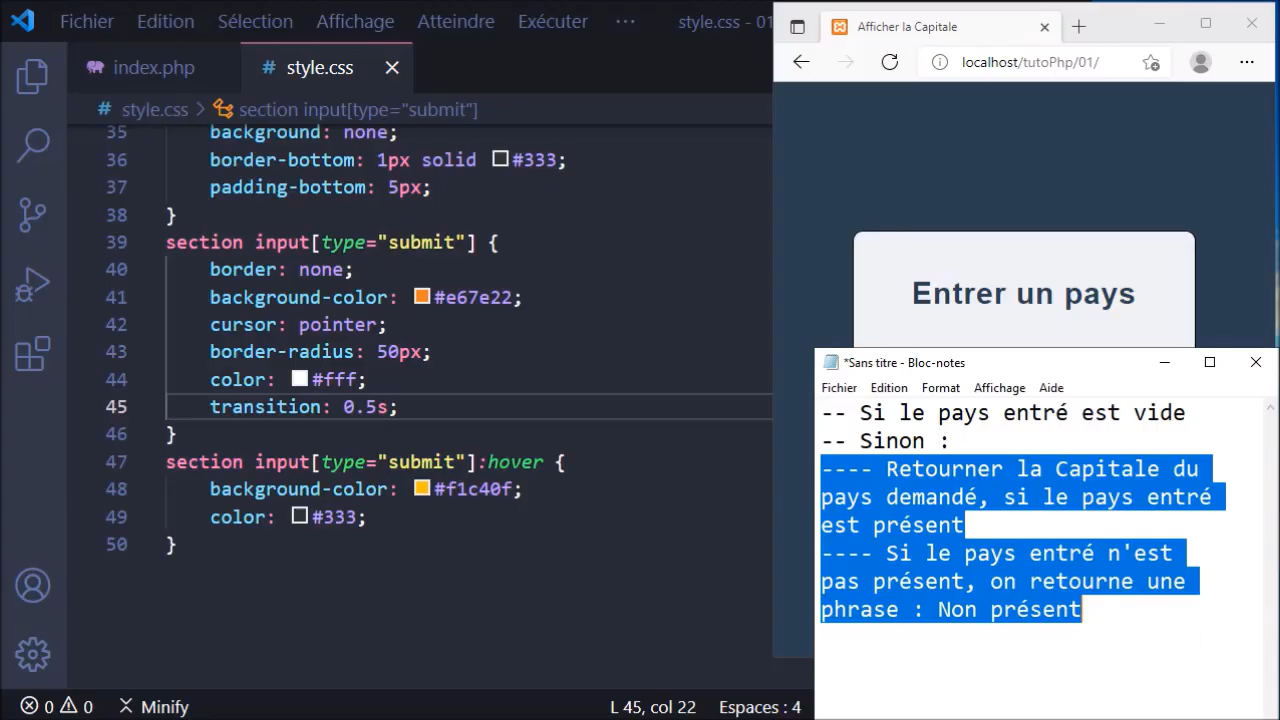 Fichier Edition Sélection Affichage Atteindre Exécuter ··· style.css - 01
index.php # style.css
# style.css > section input[type="submit"]
35 background: none;
36 border-bottom: 1px solid #333;
37 padding-bottom: 5px;
38 }
39 section input[type="submit"] {
40 border: none;
41 background-color: #e67e22;
42 cursor: pointer;
43 border-radius: 50px;
44 color: #fff;
45 transition: 0.5s;
46 }
47 section input[type="submit"]:hover {
48 background-color: #f1c40f;
49 color: #333;
50 }
0 0 Minify L 45, col 22 Espaces : 4
Afficher la Capitale
localhost/tutoPhp/01/
Entrer un pays
*Sans titre - Bloc-notes
Fichier Edition Format Affichage Aide
-- Si le pays entré est vide
-- Sinon :
---- Retourner la Capitale du
pays demandé, si le pays entré
est présent
---- Si le pays entré n'est
pas présent, on retourne une
phrase : Non présent